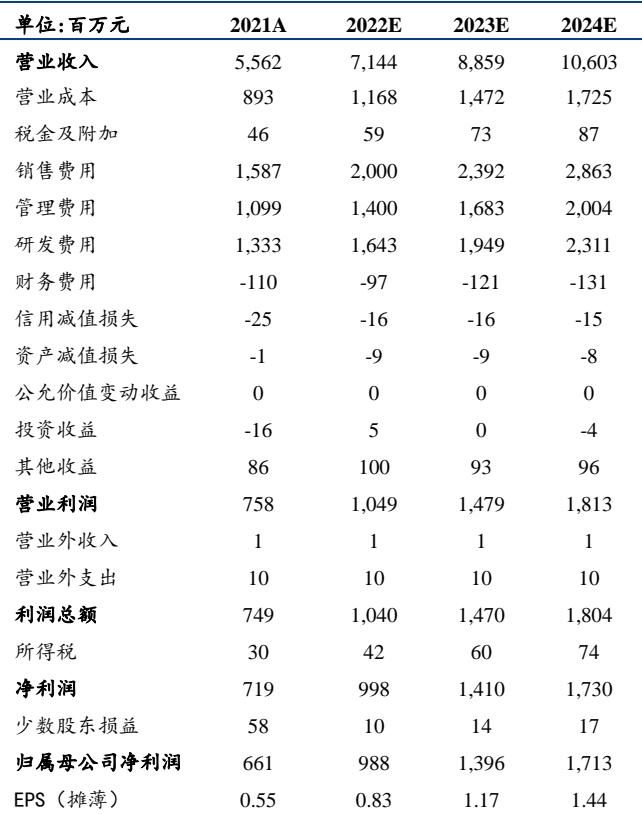 单位:百万元 2021A 2022E 2023E 2024E
营业收入 5,562 7,144 8,859 10,603
营业成本 893 1,168 1,472 1,725
税金及附加 46 59 73 87
销售费用 1,587 2,000 2,392 2,863
管理费用 1,099 1,400 1,683 2,004
研发费用 1,333 1,643 1,949 2,311
财务费用 -110 -97 -121 -131
信用减值损失 -25 -16 -16 -15
资产减值损失 -1 -9 -9 -8
公允价值变动收益 0 0 0 0
投资收益 -16 5 0 -4
其他收益 86 100 93 96
营业利润 758 1,049 1,479 1,813
营业外收入 1 1 1 1
营业外支出 10 10 10 10
利润总额 749 1,040 1,470 1,804
所得税 30 42 60 74
净利润 719 998 1,410 1,730
少数股东损益 58 10 14 17
归属母公司净利润 661 988 1,396 1,713
EPS（摊薄） 0.55 0.83 1.17 1.44